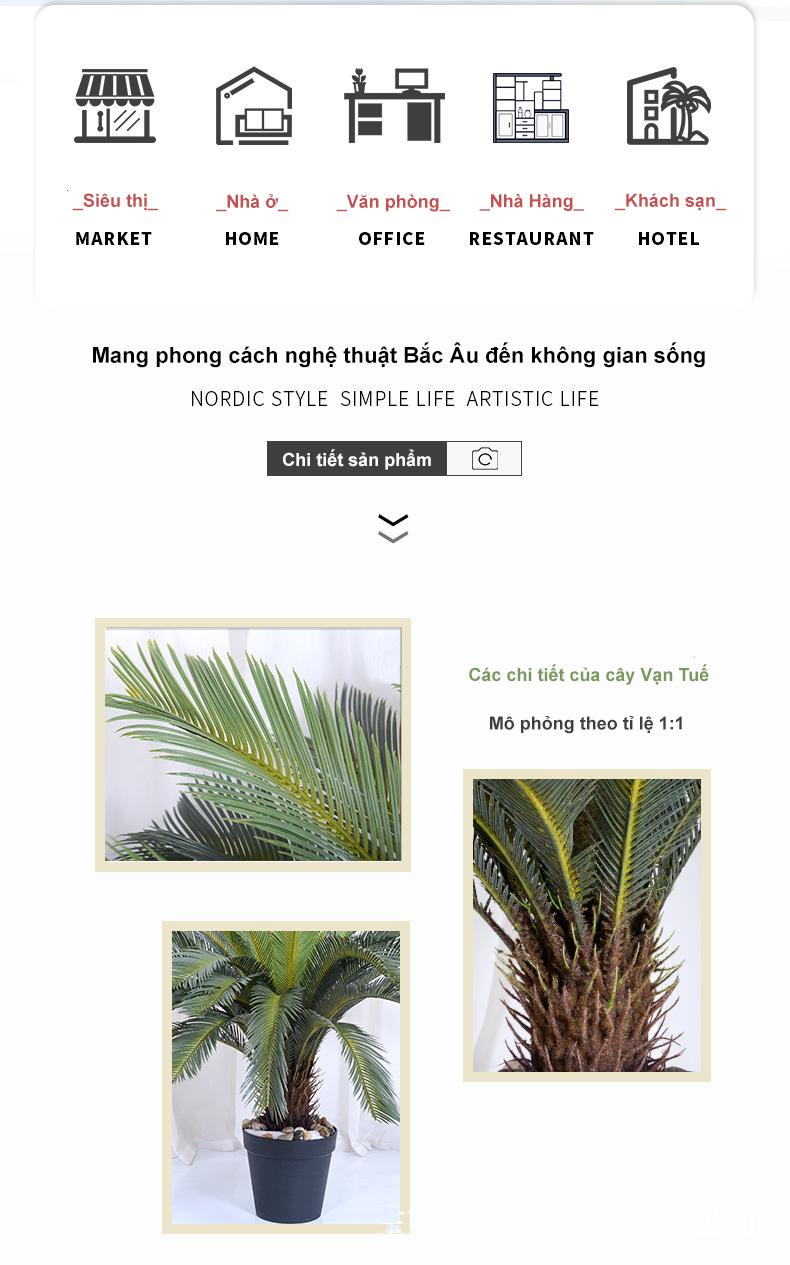 _Siêu thị_ _Nhà ở_ _Văn phòng_ _Nhà Hàng_ _Khách sạn_
MARKET HOME OFFICE RESTAURANT HOTEL
Mang phong cách nghệ thuật Bắc Âu đến không gian sống
NORDIC STYLE SIMPLE LIFE ARTISTIC LIFE
Chi tiết sản phẩm
Các chi tiết của cây Vạn Tuế
Mô phỏng theo tỉ lệ 1:1
公司